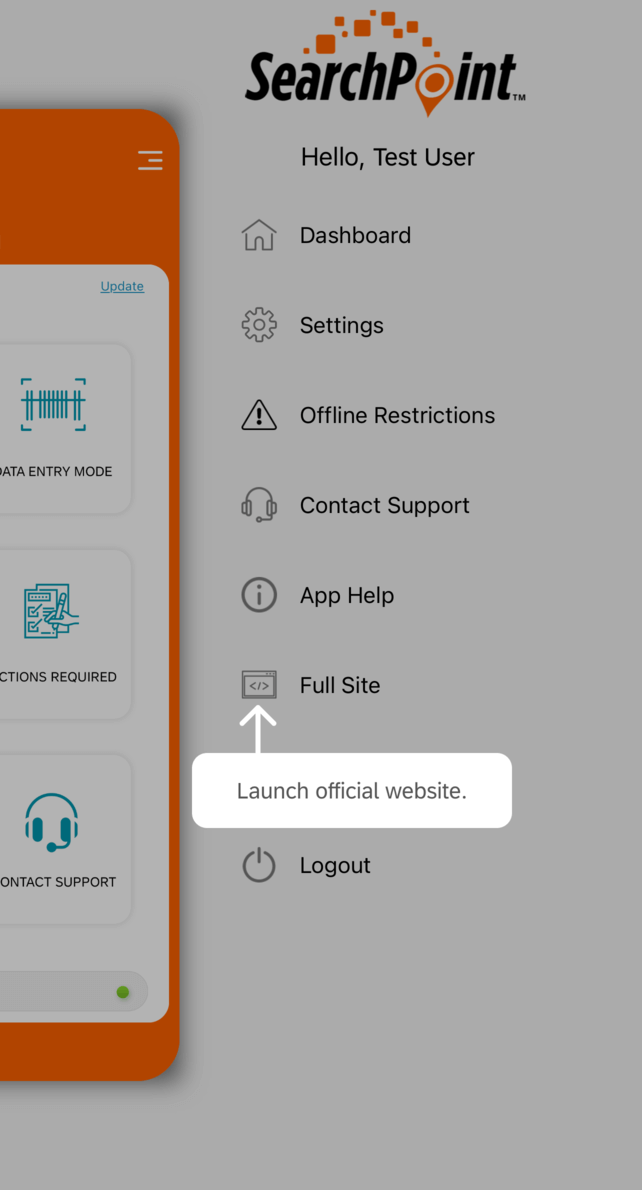 SearchPoint™
Hello, Test User
Dashboard
Update
Settings
Offline Restrictions
DATA ENTRY MODE
Contact Support
App Help
CTIONS REQUIRED
Full Site
</>
Launch official website.
Logout
ONTACT SUPPORT